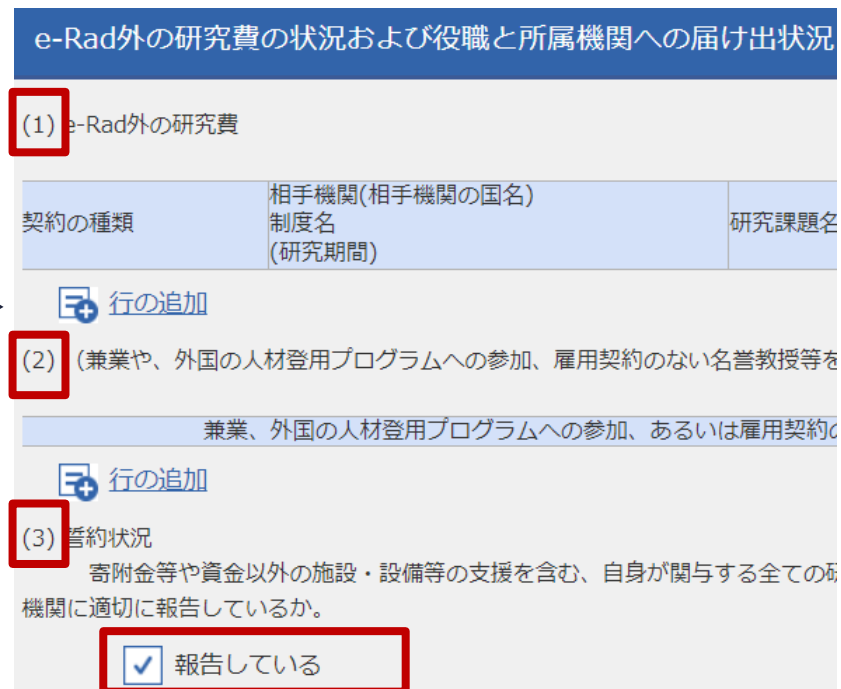 e-Rad外の研究費の状況および役職と所属機関への届け出状況
(1) e-Rad外の研究費
契約の種類
相手機関(相手機関の国名)
制度名
(研究期間)
研究課題名
行の追加
(2) (兼業や、外国の人材登用プログラムへの参加、雇用契約のない名誉教授等を
兼業、外国の人材登用プログラムへの参加、あるいは雇用契約の
行の追加
(3) 誓約状況
寄附金等や資金以外の施設・設備等の支援を含む、自身が関与する全ての研
機関に適切に報告しているか。
報告している